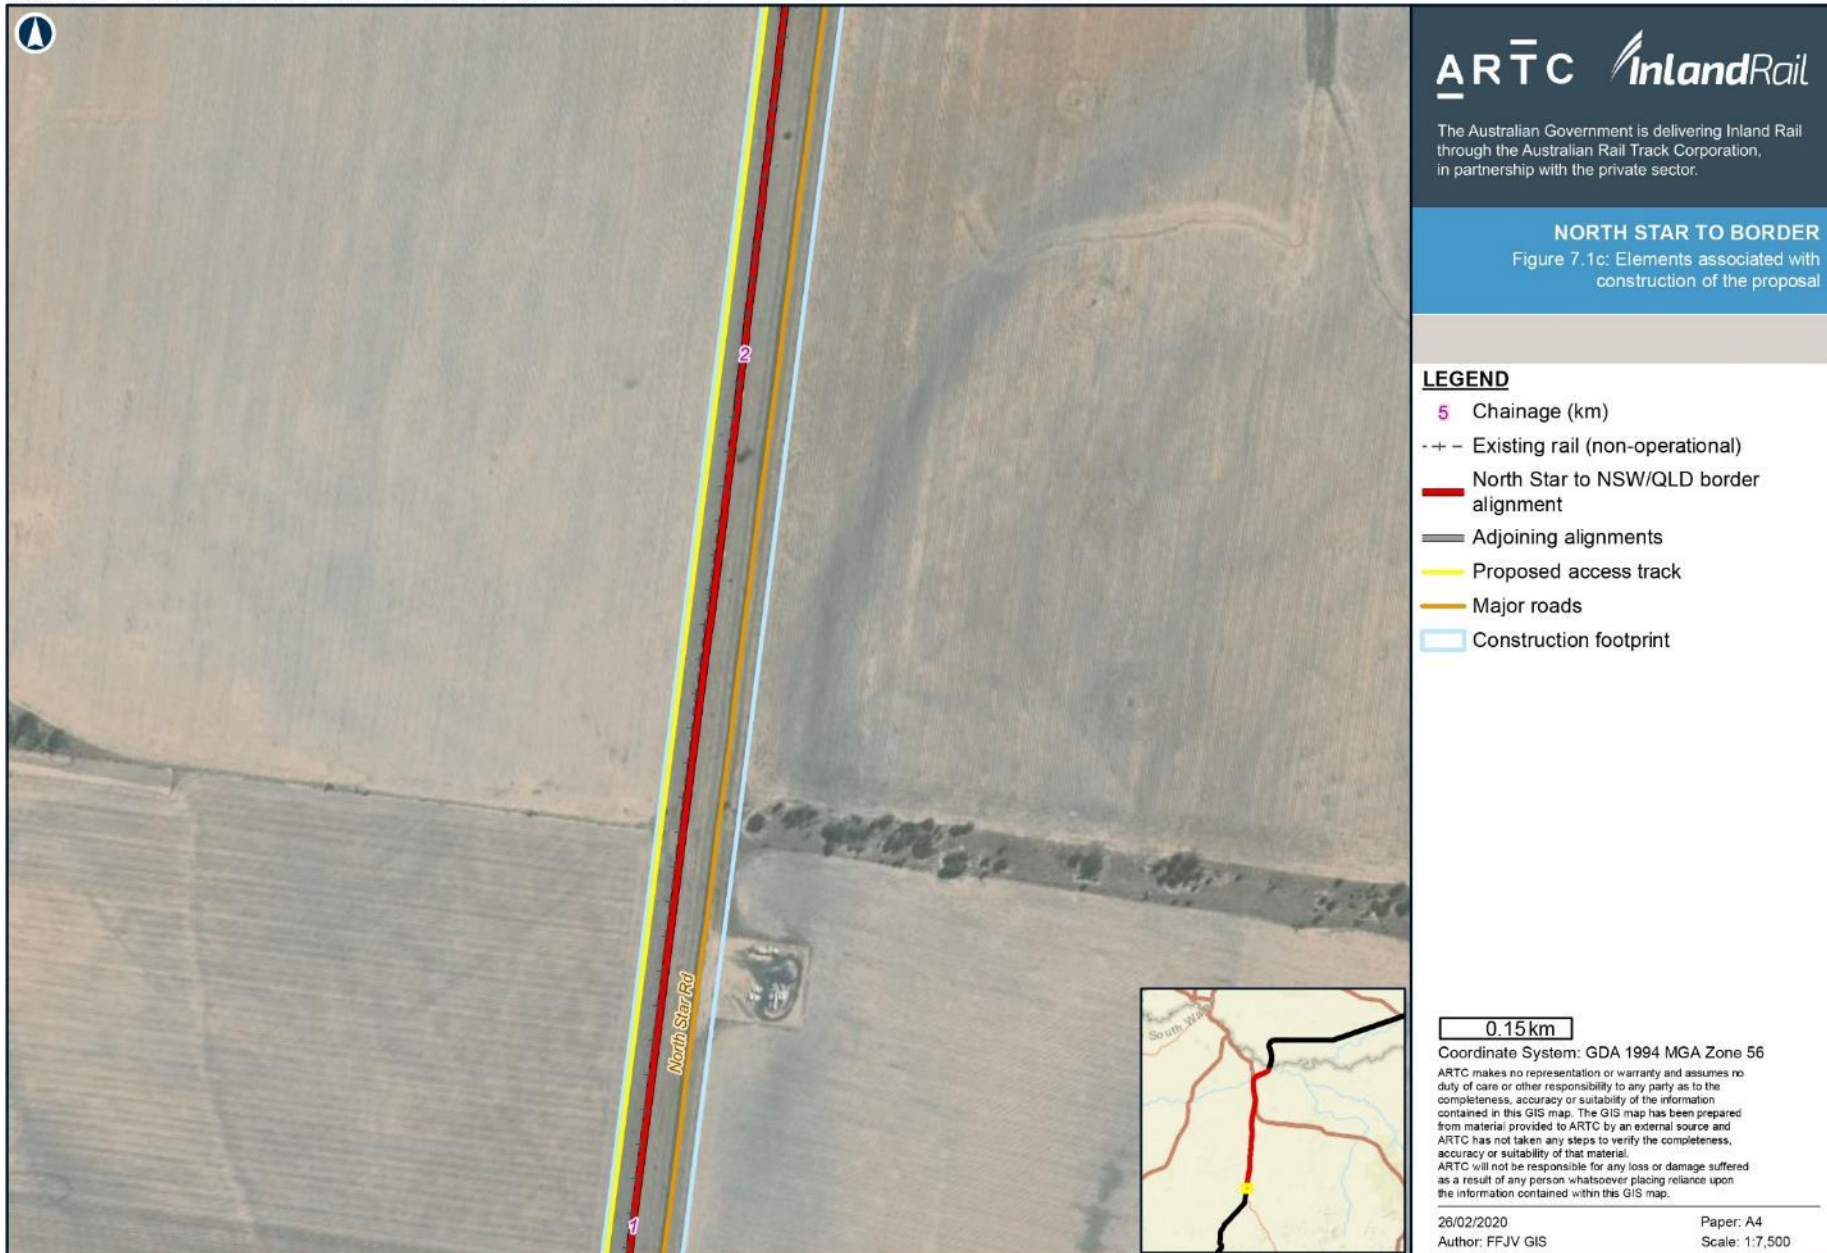 ARTC InlandRail
The Australian Government is delivering Inland Rail
through the Australian Rail Track Corporation,
in partnership with the private sector.
NORTH STAR TO BORDER
Figure 7.1c: Elements associated with
construction of the proposal
LEGEND
5 Chainage (km)
Existing rail (non-operational)
North Star to NSW/QLD border
alignment
Adjoining alignments
Proposed access track
Major roads
Construction footprint
2
North Star Rd
1
South Wal
0.15km
Coordinate System: GDA 1994 MGA Zone 56
ARTC makes no representation or warranty and assumes no
duty of care or other responsibility to any party as to the
completeness, accuracy or suitability of the information
contained in this GIS map. The GIS map has been prepared
from material provided to ARTC by an external source and
ARTC has not taken any steps to verify the completeness,
accuracy or suitability of that material.
ARTC will not be responsible for any loss or damage suffered
as a result of any person whatsoever placing reliance upon
the information contained within this GIS map.
26/02/2020 Paper: A4
Author: FFJV GIS Scale: 1:7,500